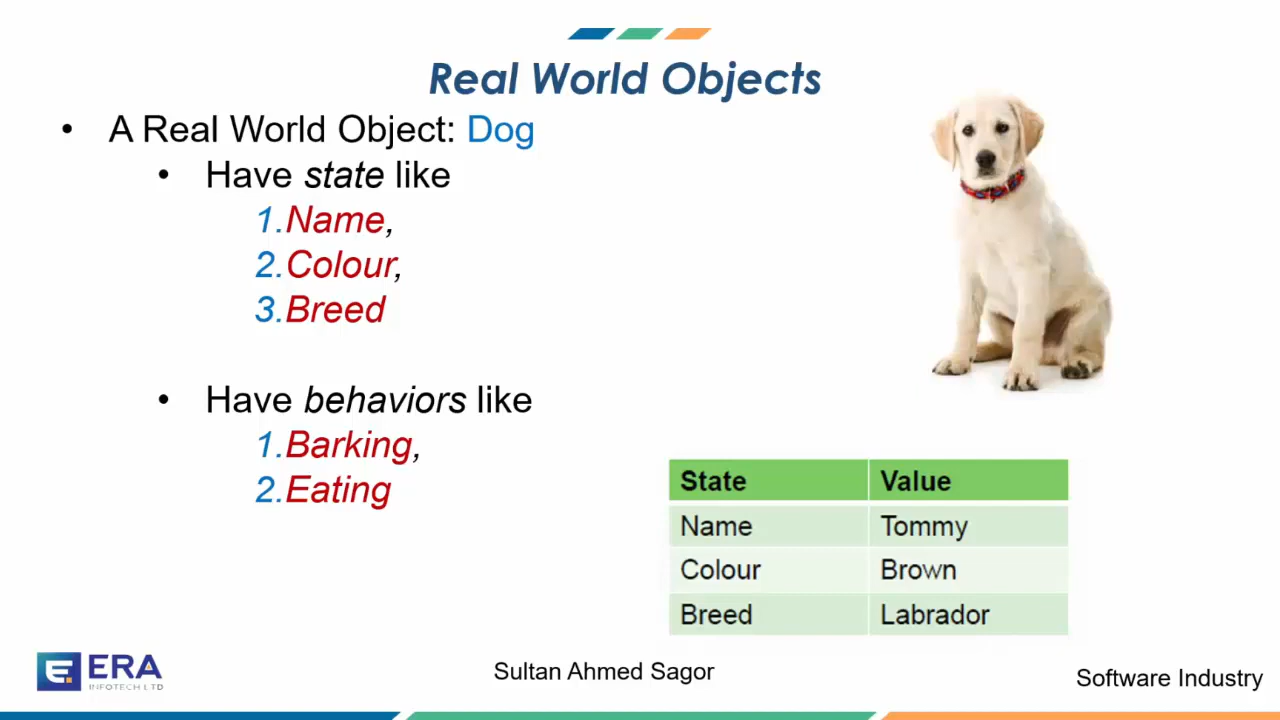 Real World Objects
• A Real World Object: Dog
• Have state like
1.Name,
2.Colour,
3.Breed
• Have behaviors like
1.Barking,
2.Eating
State Value
Name Tommy
Colour Brown
Breed Labrador
ERA
INFOTECH LTD
Sultan Ahmed Sagor
Software Industry